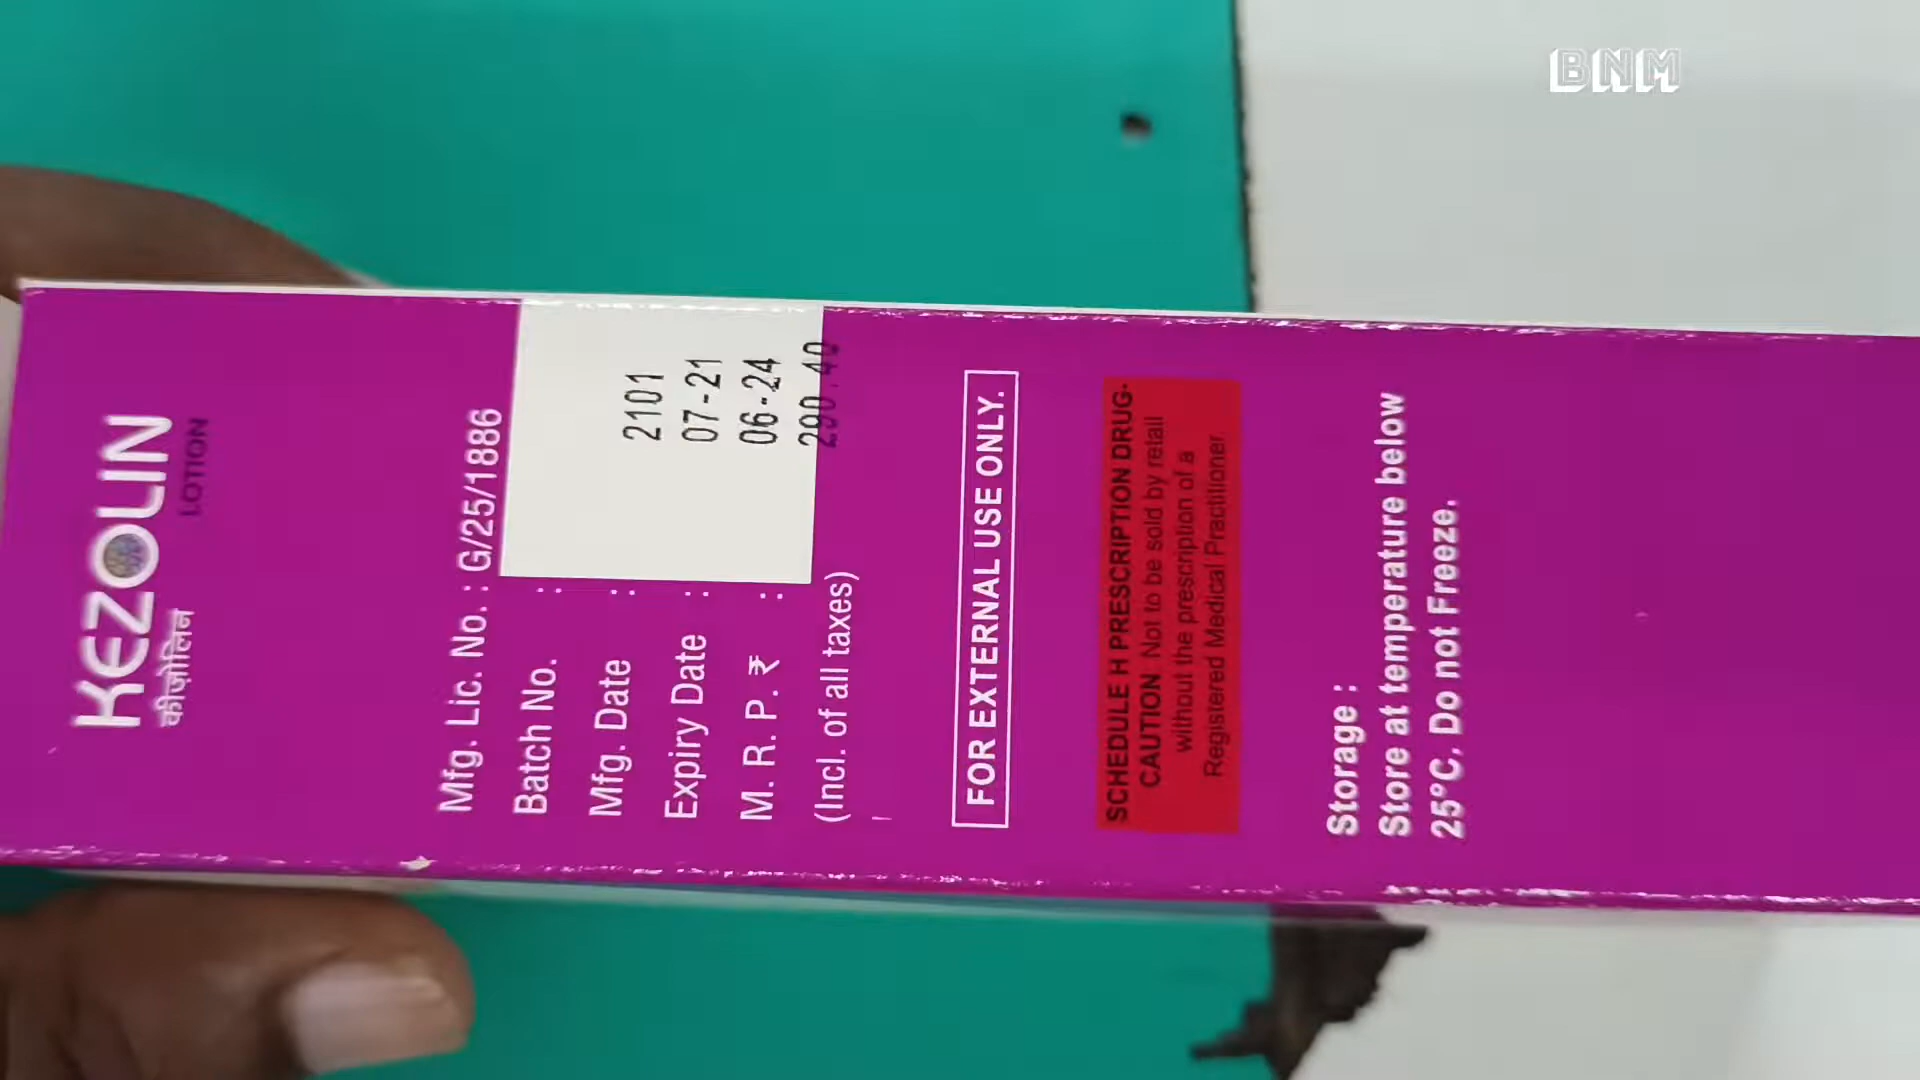 BNM
KEZOLIN
कीज़ोलिन
LOTION
Mfg. Lic. No. : G/25/1886
Batch No. : 2101
Mfg. Date : 07-21
Expiry Date : 06-24
M. R. P. ₹ : 290.40
(Incl. of all taxes)
FOR EXTERNAL USE ONLY.
SCHEDULE H PRESCRIPTION DRUG-
CAUTION Not to be sold by retail
without the prescription of a
Registered Medical Practitioner
Storage :
Store at temperature below
25°C. Do not Freeze.